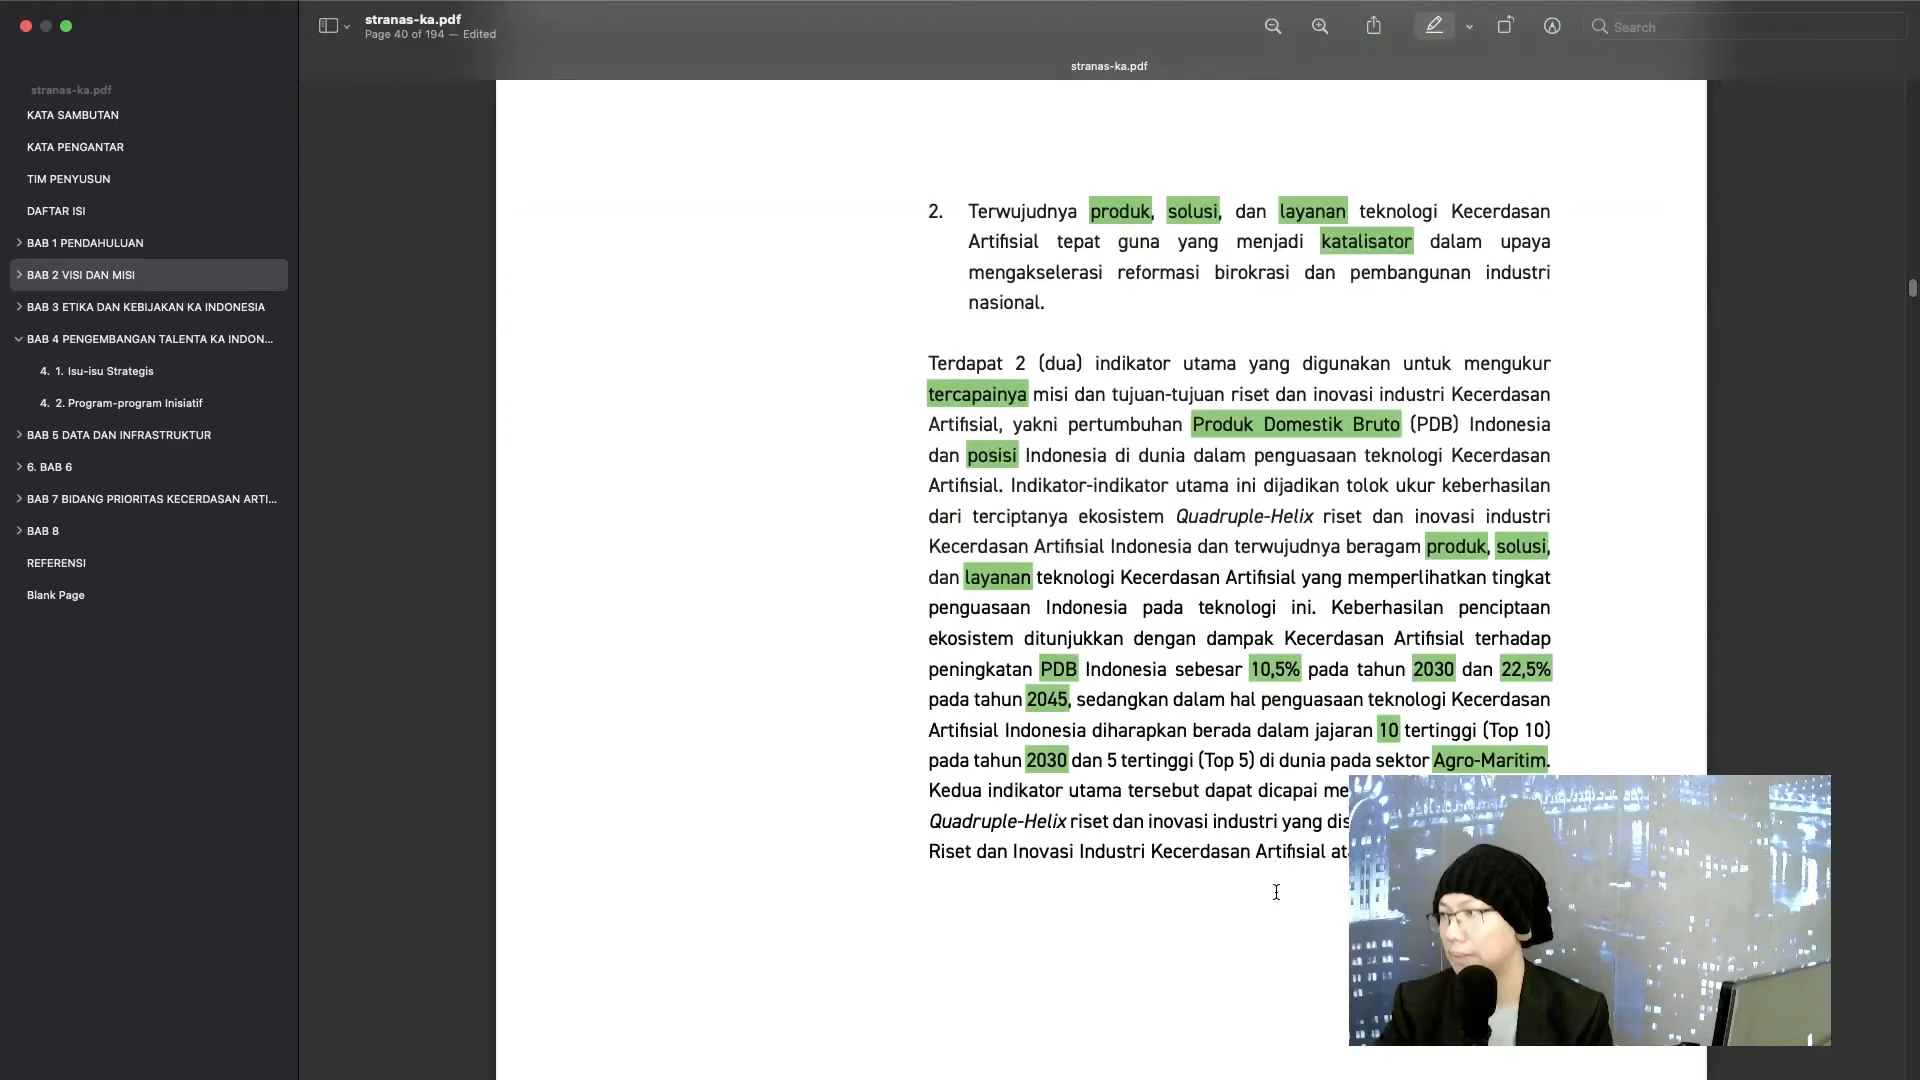 stranas-ka.pdf
Page 40 of 194 — Edited
Search
stranas-ka.pdf
stranas-ka.pdf
KATA SAMBUTAN
KATA PENGANTAR
TIM PENYUSUN
DAFTAR ISI
BAB 1 PENDAHULUAN
BAB 2 VISI DAN MISI
BAB 3 ETIKA DAN KEBIJAKAN KA INDONESIA
BAB 4 PENGEMBANGAN TALENTA KA INDON...
4. 1. Isu-isu Strategis
4. 2. Program-program Inisiatif
BAB 5 DATA DAN INFRASTRUKTUR
6. BAB 6
BAB 7 BIDANG PRIORITAS KECERDASAN ARTI...
BAB 8
REFERENSI
Blank Page
2. Terwujudnya produk, solusi, dan layanan teknologi Kecerdasan
Artifisial tepat guna yang menjadi katalisator dalam upaya
mengakselerasi reformasi birokrasi dan pembangunan industri
nasional.
Terdapat 2 (dua) indikator utama yang digunakan untuk mengukur
tercapainya misi dan tujuan-tujuan riset dan inovasi industri Kecerdasan
Artifisial, yakni pertumbuhan Produk Domestik Bruto (PDB) Indonesia
dan posisi Indonesia di dunia dalam penguasaan teknologi Kecerdasan
Artifisial. Indikator-indikator utama ini dijadikan tolok ukur keberhasilan
dari terciptanya ekosistem Quadruple-Helix riset dan inovasi industri
Kecerdasan Artifisial Indonesia dan terwujudnya beragam produk, solusi,
dan layanan teknologi Kecerdasan Artifisial yang memperlihatkan tingkat
penguasaan Indonesia pada teknologi ini. Keberhasilan penciptaan
ekosistem ditunjukkan dengan dampak Kecerdasan Artifisial terhadap
peningkatan PDB Indonesia sebesar 10,5% pada tahun 2030 dan 22,5%
pada tahun 2045, sedangkan dalam hal penguasaan teknologi Kecerdasan
Artifisial Indonesia diharapkan berada dalam jajaran 10 tertinggi (Top 10)
pada tahun 2030 dan 5 tertinggi (Top 5) di dunia pada sektor Agro-Maritim.
Kedua indikator utama tersebut dapat dicapai me
Quadruple-Helix riset dan inovasi industri yang dis
Riset dan Inovasi Industri Kecerdasan Artifisial at